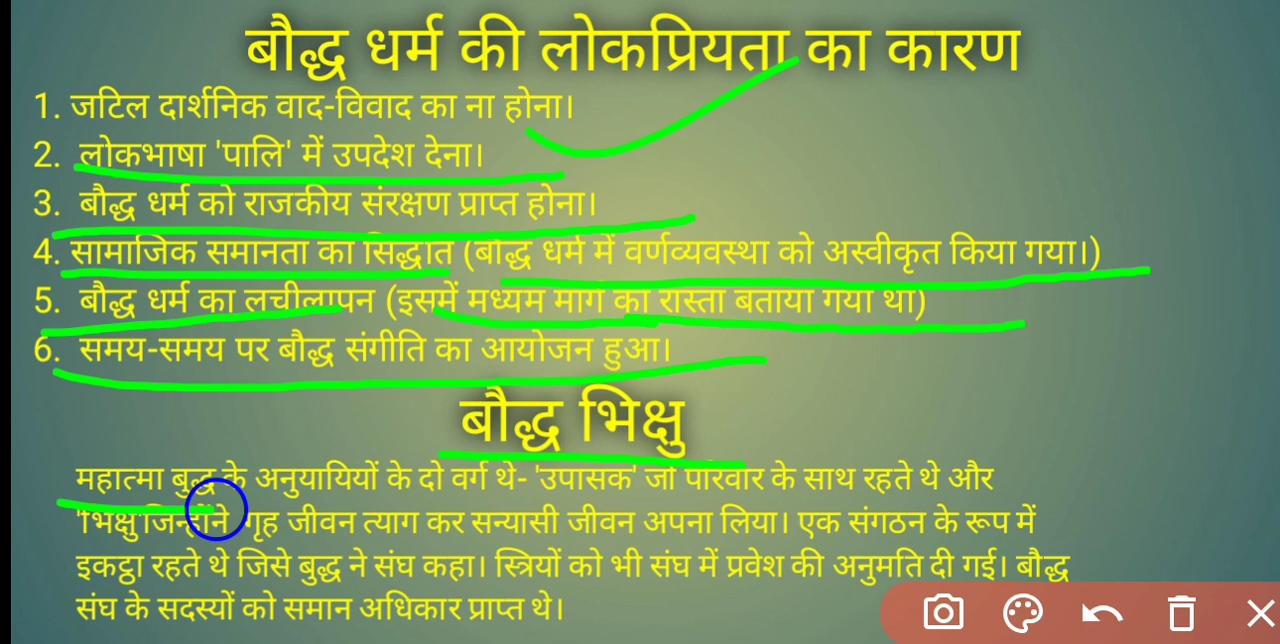 बौद्ध धर्म की लोकप्रियता का कारण
1. जटिल दार्शनिक वाद-विवाद का ना होना।
2. लोकभाषा 'पालि' में उपदेश देना।
3. बौद्ध धर्म को राजकीय संरक्षण प्राप्त होना।
4. सामाजिक समानता का सिद्धांत (बौद्ध धर्म में वर्णव्यवस्था को अस्वीकृत किया गया।)
5. बौद्ध धर्म का लचीलापन (इसमें मध्यम मार्ग का रास्ता बताया गया था)
6. समय-समय पर बौद्ध संगीति का आयोजन हुआ।
बौद्ध भिक्षु
महात्मा बुद्ध के अनुयायियों के दो वर्ग थे- 'उपासक' जो परिवार के साथ रहते थे और
'भिक्षु'जिन्होंने गृह जीवन त्याग कर सन्यासी जीवन अपना लिया। एक संगठन के रूप में
इकट्ठा रहते थे जिसे बुद्ध ने संघ कहा। स्त्रियों को भी संघ में प्रवेश की अनुमति दी गई। बौद्ध
संघ के सदस्यों को समान अधिकार प्राप्त थे।